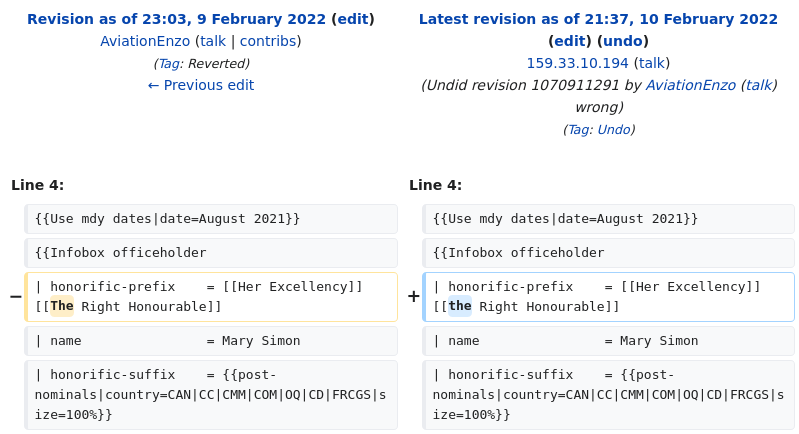 Revision as of 23:03, 9 February 2022 (edit)
AviationEnzo (talk | contribs)
(Tag: Reverted)
← Previous edit
Latest revision as of 21:37, 10 February 2022
(edit) (undo)
159.33.10.194 (talk)
(Undid revision 1070911291 by AviationEnzo (talk)
wrong)
(Tag: Undo)
Line 4:
Line 4:
{{Use mdy dates|date=August 2021}}
{{Use mdy dates|date=August 2021}}
{{Infobox officeholder
{{Infobox officeholder
− | honorific-prefix    = [[Her Excellency]]
[[The Right Honourable]]
+ | honorific-prefix    = [[Her Excellency]]
[[the Right Honourable]]
| name                = Mary Simon
| name                = Mary Simon
| honorific-suffix    = {{post-
nominals|country=CAN|CC|CMM|COM|OQ|CD|FRCGS|s
ize=100%}}
| honorific-suffix    = {{post-
nominals|country=CAN|CC|CMM|COM|OQ|CD|FRCGS|s
ize=100%}}